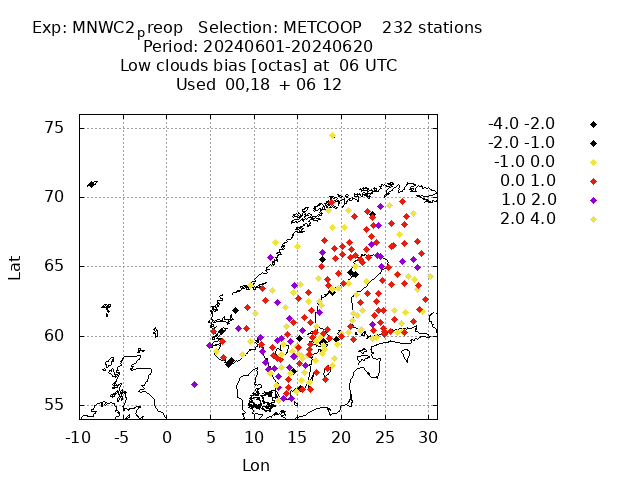 Exp: MNWC2preop   Selection: METCOOP    232 stations
Period: 20240601-20240620
Low clouds bias [octas] at  06 UTC
Used  00,18  + 06 12
-4.0 -2.0
-2.0 -1.0
-1.0 0.0
0.0 1.0
1.0 2.0
2.0 4.0
75
70
65
60
55
Lat
-10 -5 0 5 10 15 20 25 30
Lon